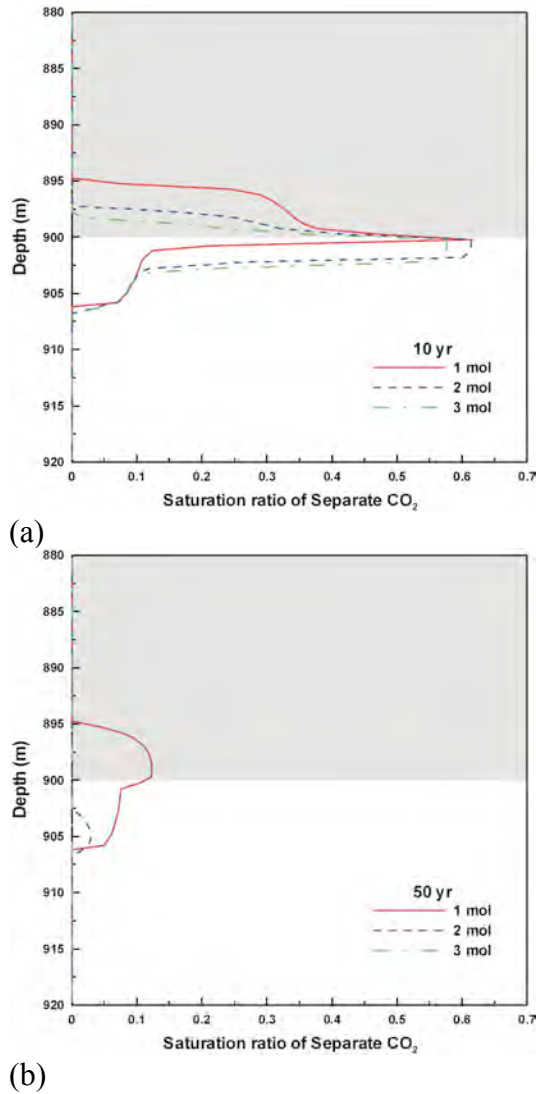 880
885
890
895
900
905
910
915
920
Depth (m)
0
0.1
0.2
0.3
0.4
0.5
0.6
0.7
Saturation ratio of Separate CO₂
10 yr
1 mol
2 mol
3 mol
(a)
880
885
890
895
900
905
910
915
920
Depth (m)
0
0.1
0.2
0.3
0.4
0.5
0.6
0.7
Saturation ratio of Separate CO₂
50 yr
1 mol
2 mol
3 mol
(b)